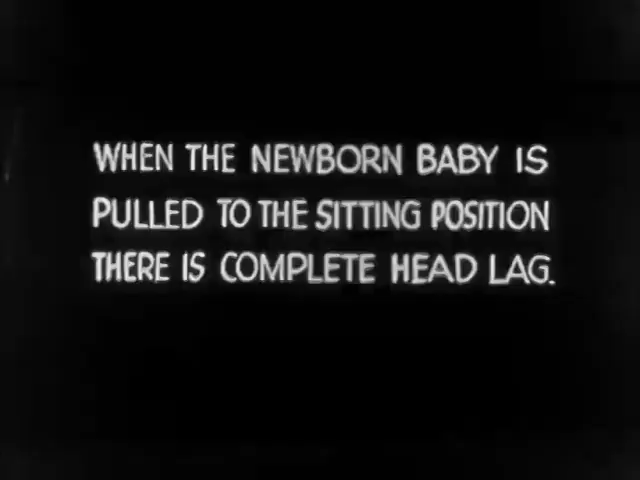 WHEN THE NEWBORN BABY IS
PULLED TO THE SITTING POSITION
THERE IS COMPLETE HEAD LAG.